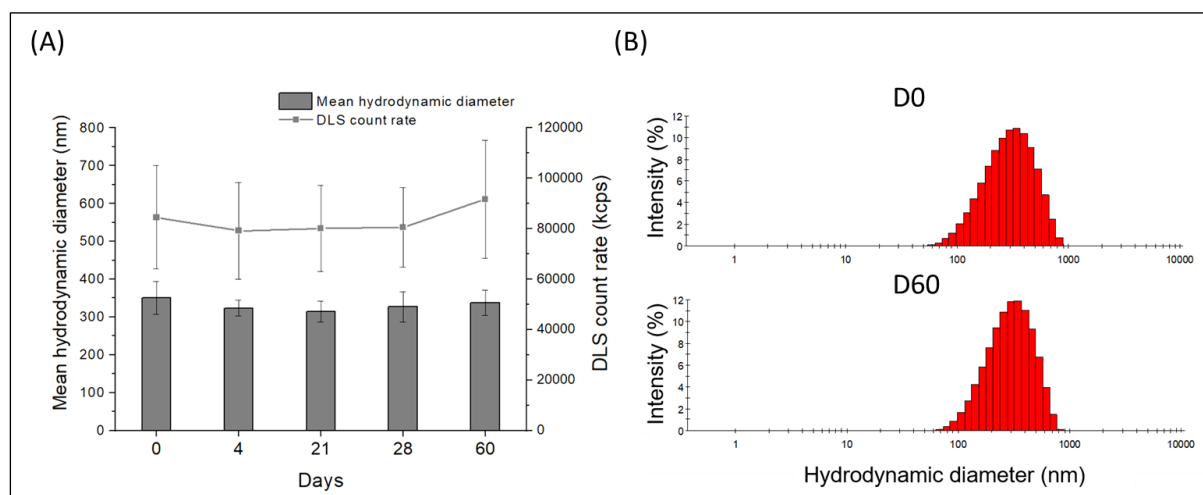 (A)
Mean hydrodynamic diameter
DLS count rate
Mean hydrodynamic diameter (nm)
800
700
600
500
400
300
200
100
0
DLS count rate (kcps)
120000
100000
80000
60000
40000
20000
0
0 4 21 28 60
Days
(B)
D0
Intensity (%)
12
10
8
6
4
2
0
1 10 100 1000 10000
D60
Intensity (%)
12
10
8
6
4
2
0
1 10 100 1000 10000
Hydrodynamic diameter (nm)